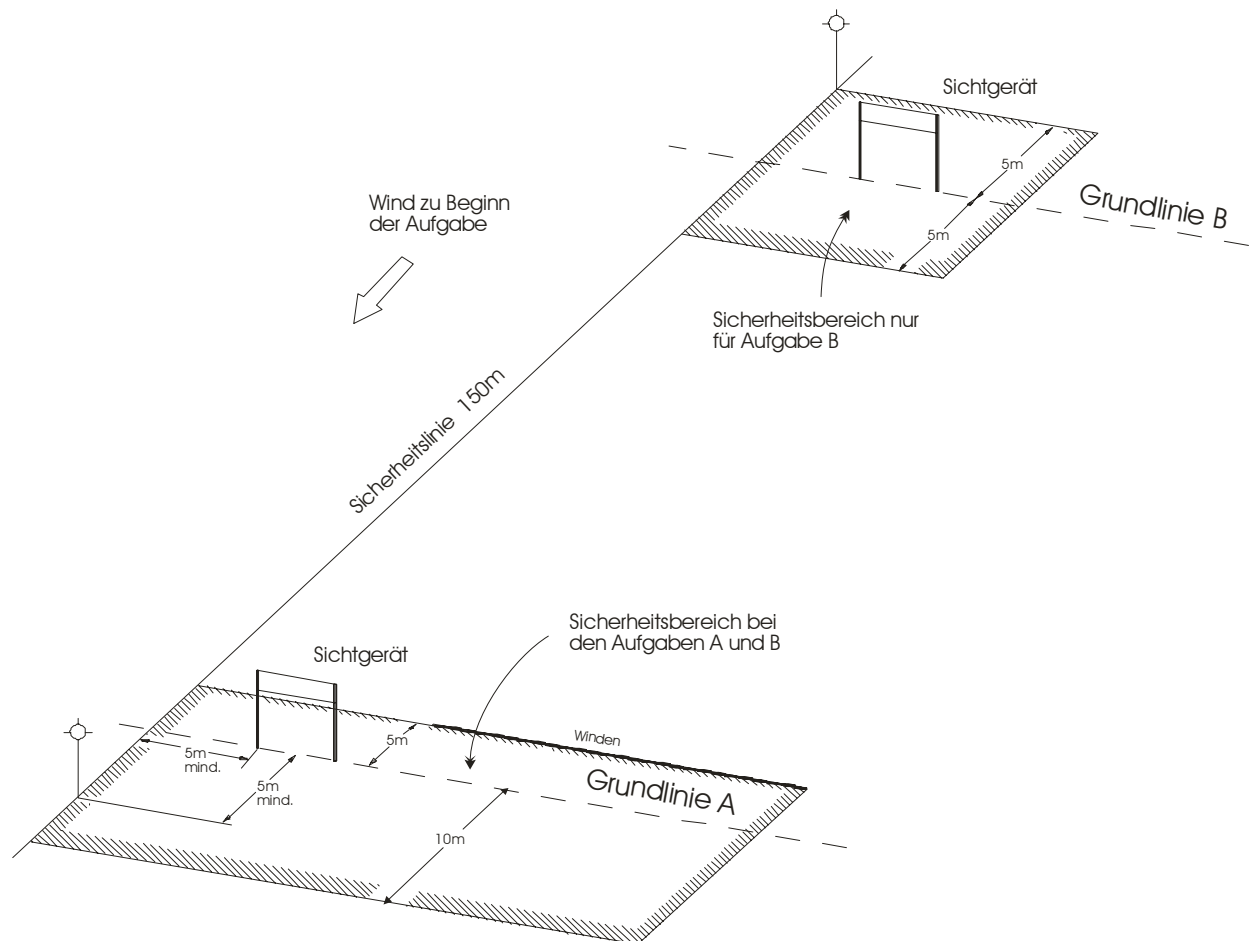 Sichtgerät
5m
Grundlinie B
5m
Wind zu Beginn
der Aufgabe
Sicherheitsbereich nur
für Aufgabe B
Sicherheitslinie 150m
Sicherheitsbereich bei
den Aufgaben A und B
Sichtgerät
5m
Winden
5m
mind.
5m
mind.
Grundlinie A
10m